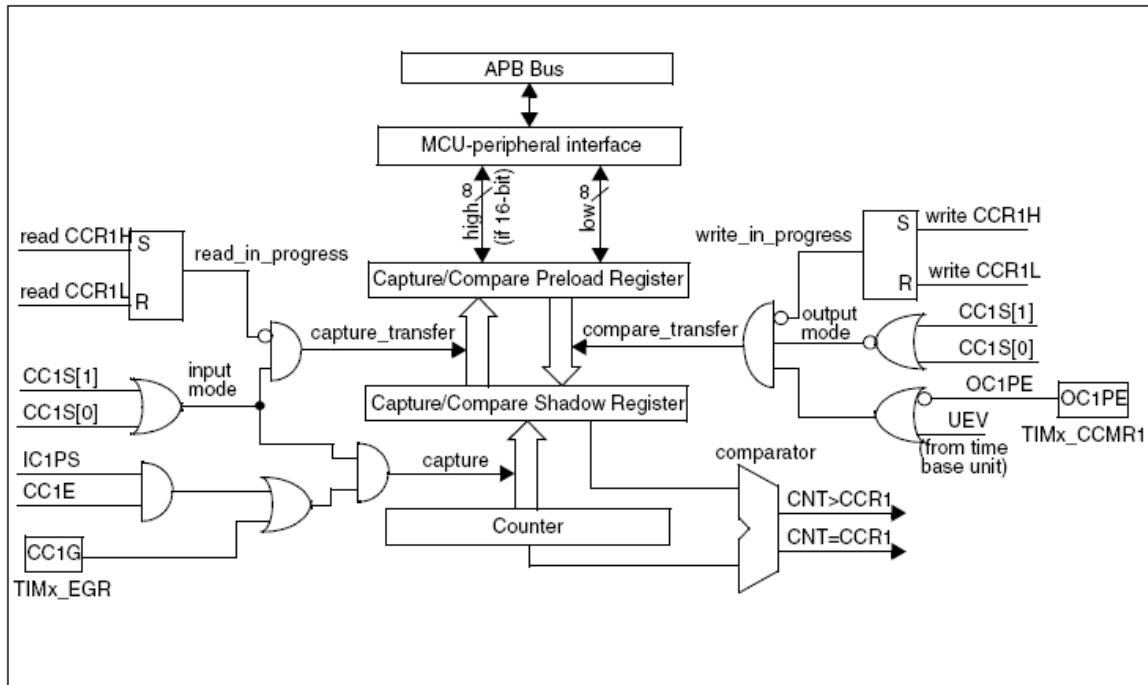 APB Bus
MCU-peripheral interface
8
high
(if 16-bit)
8
low
read CCR1H
S
read_in_progress
read CCR1L
R
write_in_progress
S
write CCR1H
R
write CCR1L
Capture/Compare Preload Register
capture_transfer
compare_transfer
output
mode
CC1S[1]
CC1S[0]
CC1S[1]
CC1S[0]
input
mode
Capture/Compare Shadow Register
OC1PE
OC1PE
UEV
TIMx_CCMR1
(from time
base unit)
IC1PS
CC1E
capture
comparator
CNT>CCR1
Counter
CNT=CCR1
CC1G
TIMx_EGR